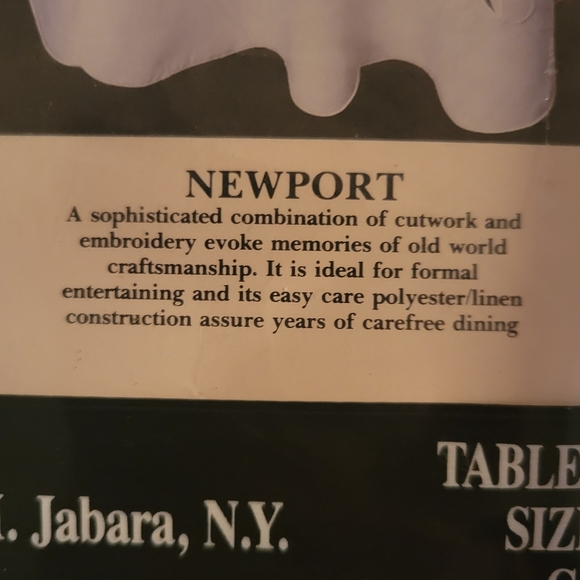 NEWPORT
A sophisticated combination of cutwork and
embroidery evoke memories of old world
craftsmanship. It is ideal for formal
entertaining and its easy care polyester/linen
construction assure years of carefree dining
Jabara, N.Y.
TABLE
SIZ